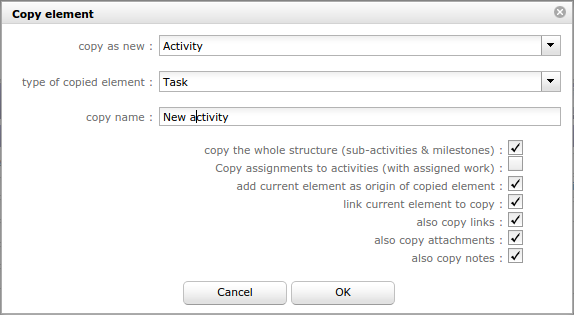 Copy element
copy as new : Activity
type of copied element : Task
copy name : New activity
copy the whole structure (sub-activities & milestones) :
Copy assignments to activities (with assigned work) :
add current element as origin of copied element :
link current element to copy :
also copy links :
also copy attachments :
also copy notes :
Cancel OK